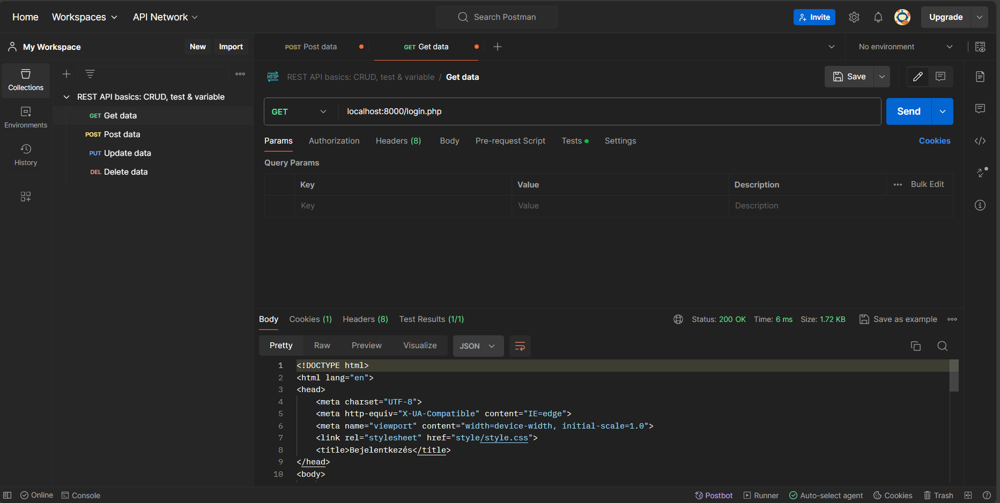 Home Workspaces API Network Search Postman Invite Upgrade
My Workspace New Import POST Post data GET Get data No environment
Collections
Environments
History
REST API basics: CRUD, test & variable
GET Get data
POST Post data
PUT Update data
DEL Delete data
HTTP REST API basics: CRUD, test & variable / Get data Save
GET localhost:8000/login.php Send
Params Authorization Headers (8) Body Pre-request Script Tests Settings Cookies
Query Params
Key Value Description Bulk Edit
Key Value Description
Body Cookies (1) Headers (8) Test Results (1/1) Status: 200 OK Time: 6 ms Size: 1.72 KB Save as example
Pretty Raw Preview Visualize JSON
1 <!DOCTYPE html>
2 <html lang="en">
3 <head>
4 <meta charset="UTF-8">
5 <meta http-equiv="X-UA-Compatible" content="IE=edge">
6 <meta name="viewport" content="width=device-width, initial-scale=1.0">
7 <link rel="stylesheet" href="style/style.css">
8 <title>Bejelentkezés</title>
9 </head>
10 <body>
Online Console Postbot Runner Auto-select agent Cookies Trash